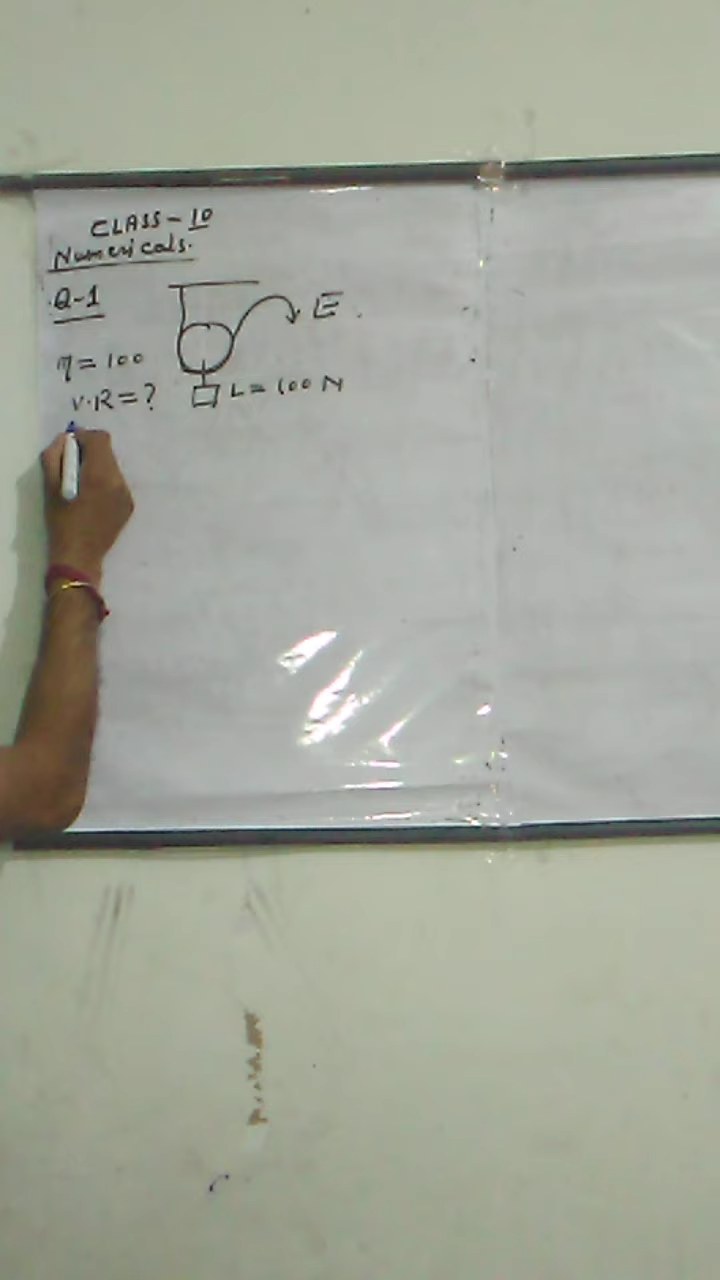 CLASS - 10
Numericals.
Q-1
E.
η = 100
V.R = ?
L = 100 N